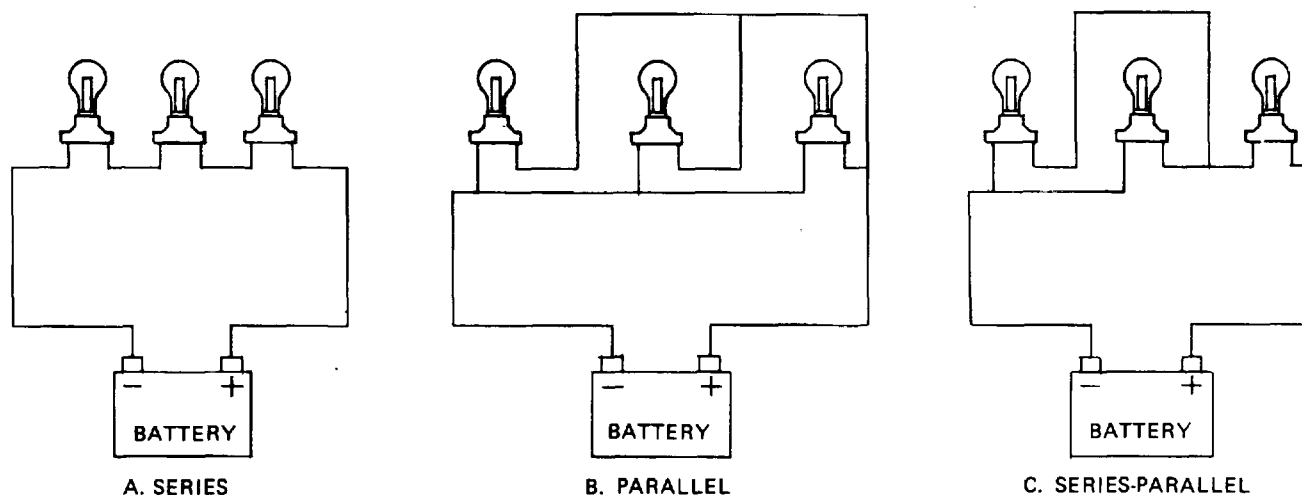 − +
BATTERY
A. SERIES
− +
BATTERY
B. PARALLEL
− +
BATTERY
C. SERIES-PARALLEL